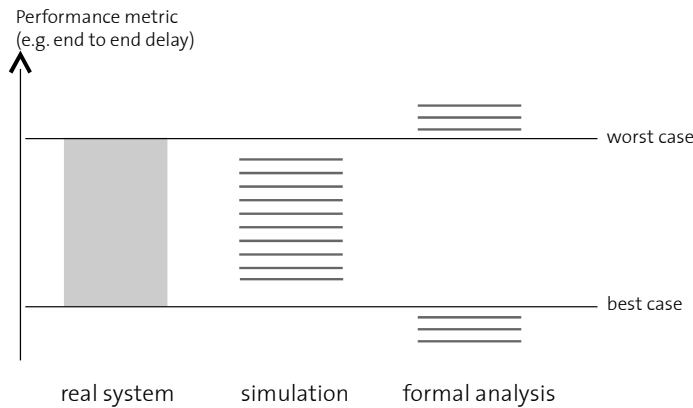 Performance metric
(e.g. end to end delay)
worst case
best case
real system
simulation
formal analysis